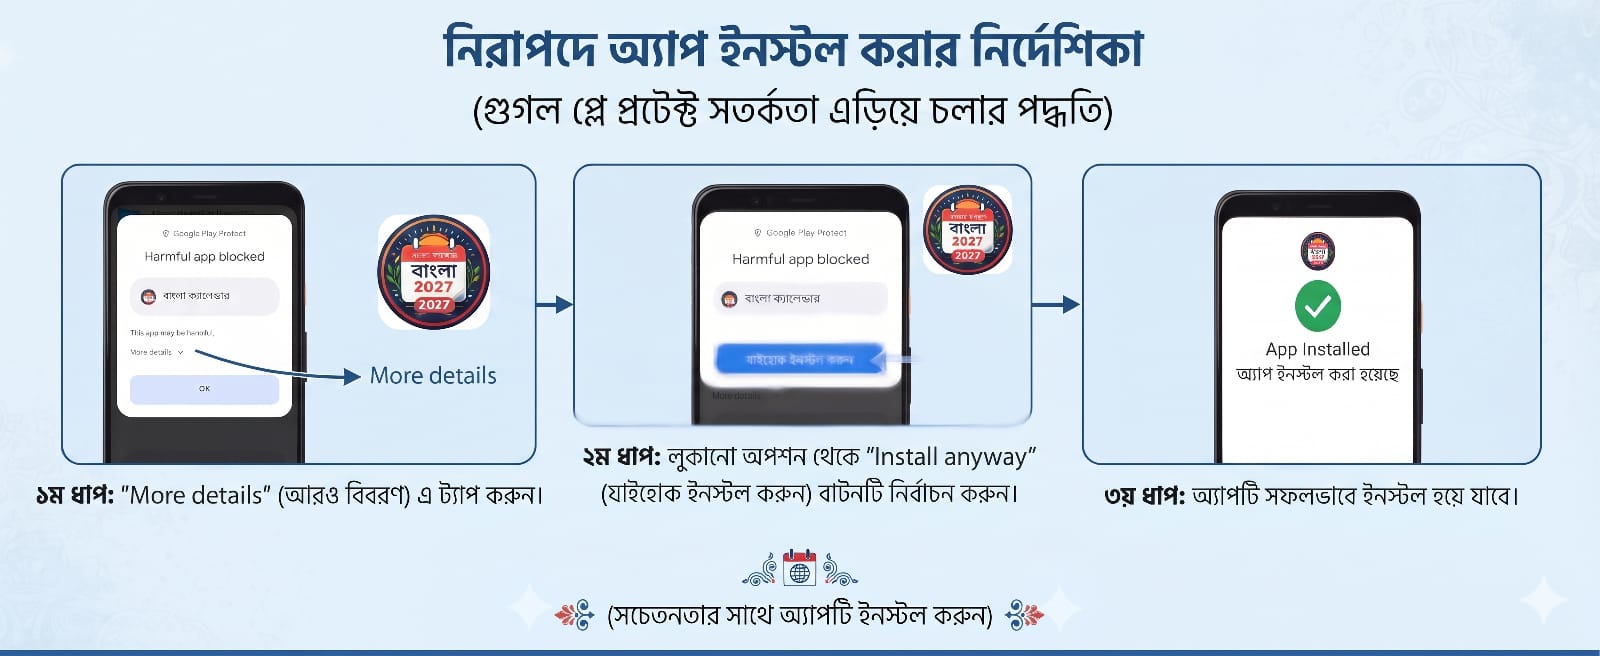 নিরাপদে অ্যাপ ইনস্টল করার নির্দেশিকা
(গুগল প্লে প্রটেক্ট সতর্কতা এড়িয়ে চলার পদ্ধতি)
Google Play Protect
Harmful app blocked
বাংলা ক্যালেন্ডার
This app may be harmful.
More details
OK
বাংলা
2027
2027
More details
১ম ধাপ: "More details" (আরও বিবরণ) এ ট্যাপ করুন।
Google Play Protect
Harmful app blocked
বাংলা ক্যালেন্ডার
যাইহোক ইনস্টল করুন
More details
বাংলা
2027
2027
২ম ধাপ: লুকানো অপশন থেকে "Install anyway"
(যাইহোক ইনস্টল করুন) বাটনটি নির্বাচন করুন।
App Installed
অ্যাপ ইনস্টল করা হয়েছে
৩য় ধাপ: অ্যাপটি সফলভাবে ইনস্টল হয়ে যাবে।
(সচেতনতার সাথে অ্যাপটি ইনস্টল করুন)